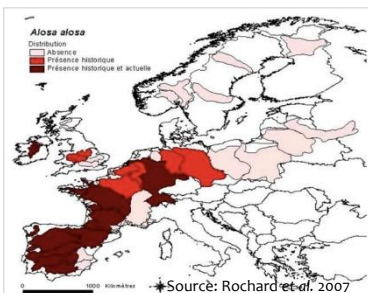 Alosa alosa
Distribution
Absence
Présence historique
Présence historique et actuelle
0 1000 Kilomètres
Source: Rochard et al. 2007